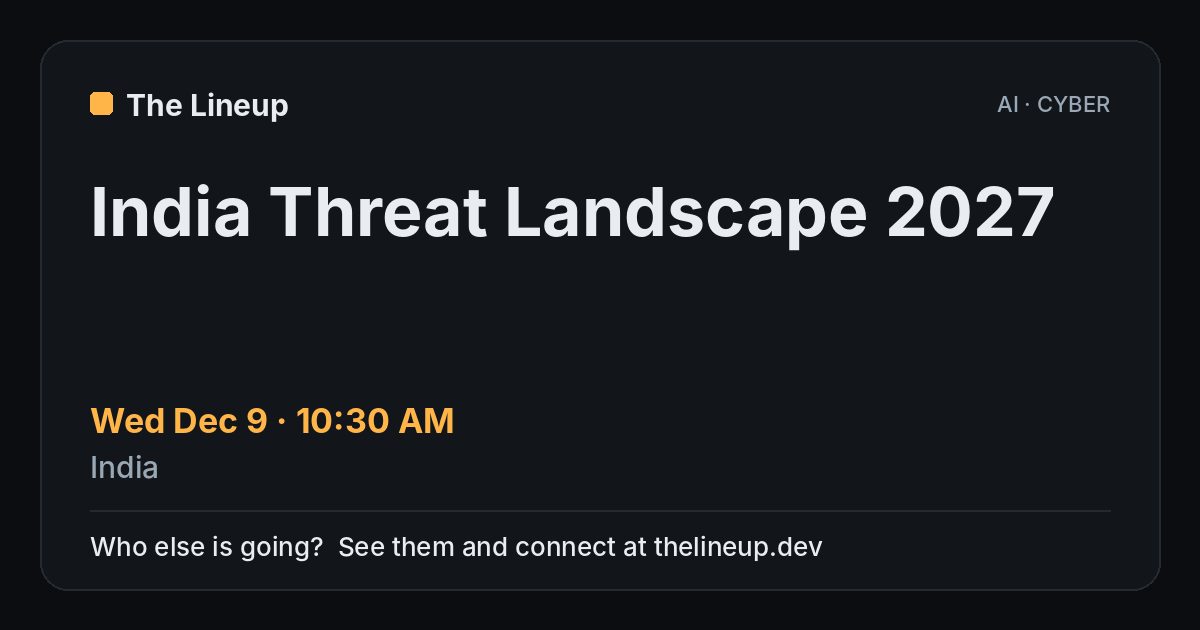 The Lineup
AI · CYBER
India Threat Landscape 2027
Wed Dec 9 · 10:30 AM
India
Who else is going? See them and connect at thelineup.dev